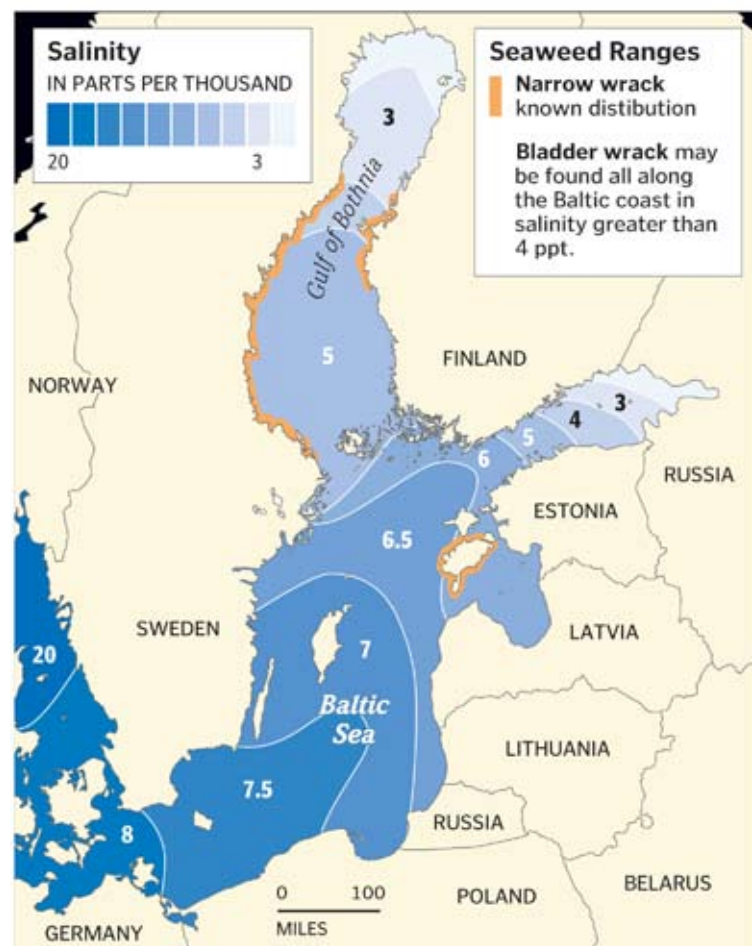 Salinity
IN PARTS PER THOUSAND
20
3
Seaweed Ranges
Narrow wrack
known distibution
Bladder wrack may
be found all along
the Baltic coast in
salinity greater than
4 ppt.
3
Gulf of Bothnia
5
NORWAY
FINLAND
3
4
5
6
RUSSIA
ESTONIA
6.5
SWEDEN
LATVIA
20
7
Baltic
Sea
LITHUANIA
7.5
RUSSIA
8
0
100
MILES
POLAND
BELARUS
GERMANY